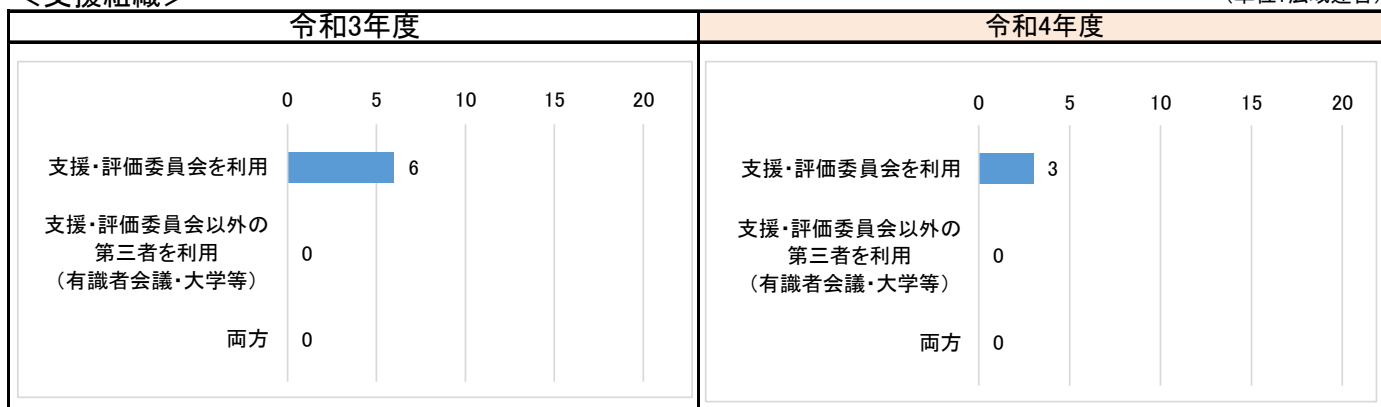 ＜支援組織＞
（単位：広域連合）
令和3年度
令和4年度
0 5 10 15 20
支援・評価委員会を利用 6
支援・評価委員会以外の
第三者を利用 0
（有識者会議・大学等）
両方 0
0 5 10 15 20
支援・評価委員会を利用 3
支援・評価委員会以外の
第三者を利用 0
（有識者会議・大学等）
両方 0